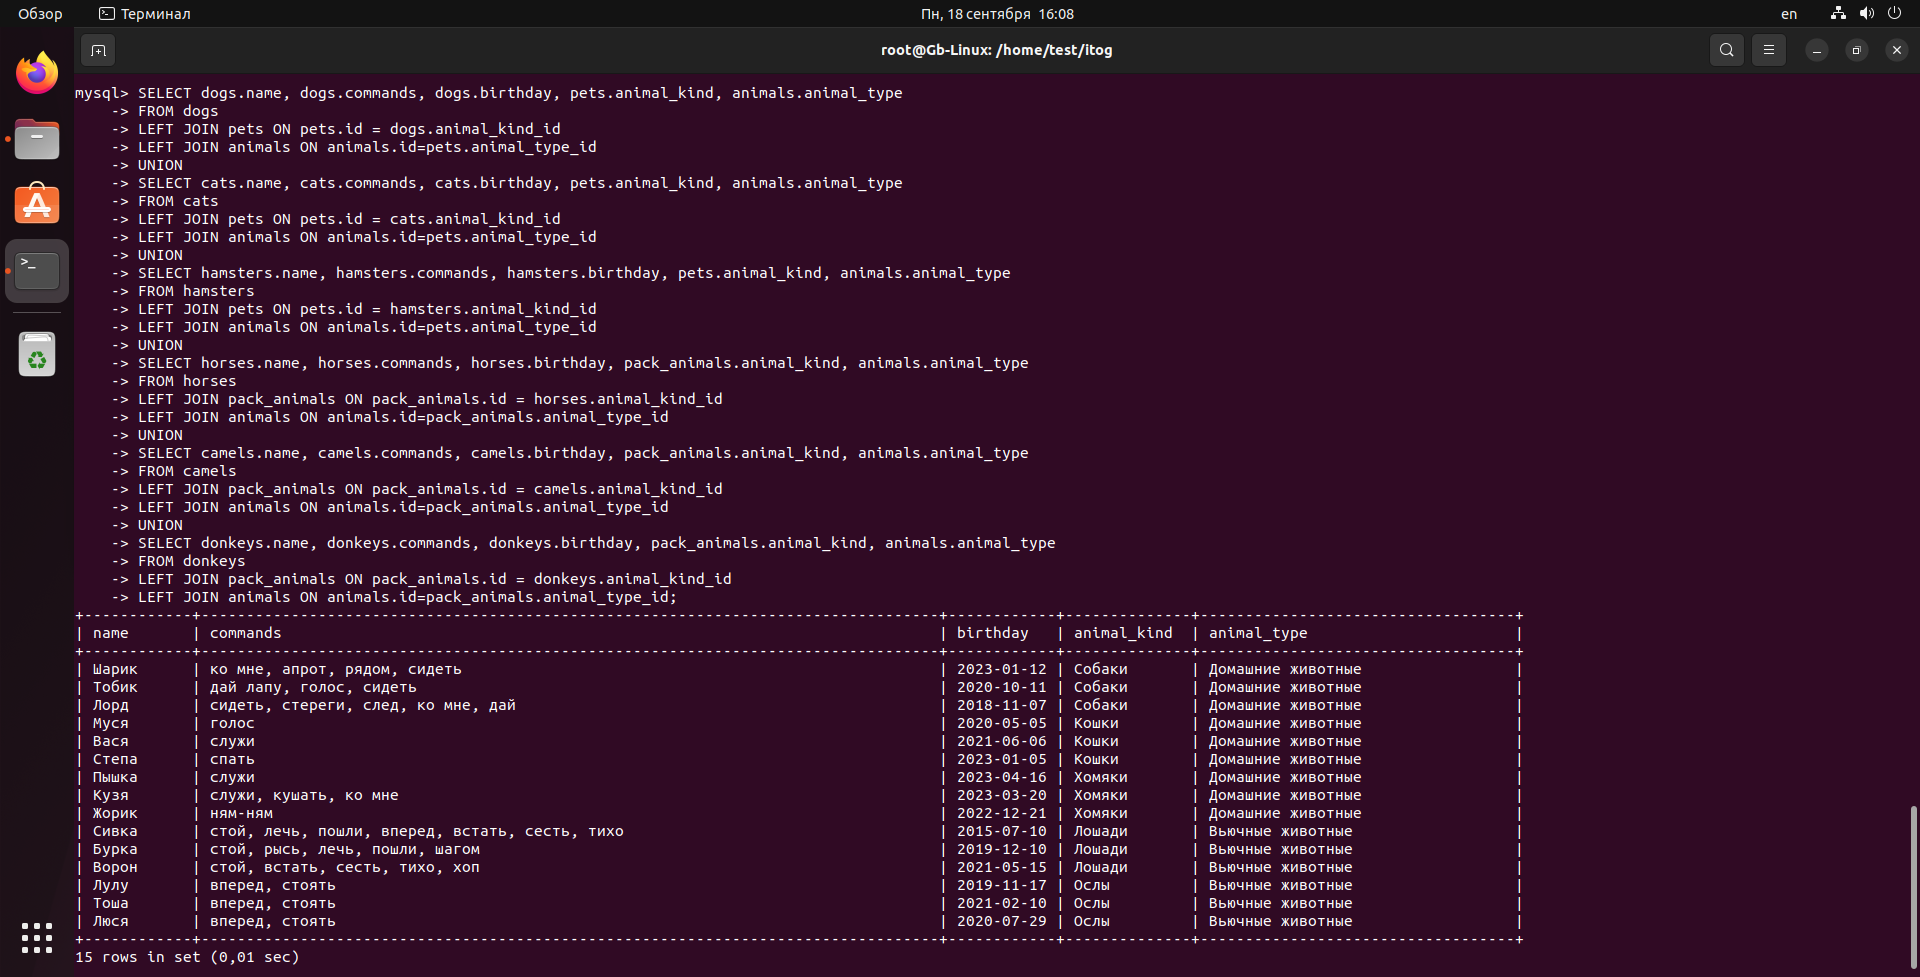 Обзор
Терминал
Пн, 18 сентября 16:08
en
root@Gb-Linux: /home/test/itog
mysql> SELECT dogs.name, dogs.commands, dogs.birthday, pets.animal_kind, animals.animal_type
    -> FROM dogs
    -> LEFT JOIN pets ON pets.id = dogs.animal_kind_id
    -> LEFT JOIN animals ON animals.id=pets.animal_type_id
    -> UNION
    -> SELECT cats.name, cats.commands, cats.birthday, pets.animal_kind, animals.animal_type
    -> FROM cats
    -> LEFT JOIN pets ON pets.id = cats.animal_kind_id
    -> LEFT JOIN animals ON animals.id=pets.animal_type_id
    -> UNION
    -> SELECT hamsters.name, hamsters.commands, hamsters.birthday, pets.animal_kind, animals.animal_type
    -> FROM hamsters
    -> LEFT JOIN pets ON pets.id = hamsters.animal_kind_id
    -> LEFT JOIN animals ON animals.id=pets.animal_type_id
    -> UNION
    -> SELECT horses.name, horses.commands, horses.birthday, pack_animals.animal_kind, animals.animal_type
    -> FROM horses
    -> LEFT JOIN pack_animals ON pack_animals.id = horses.animal_kind_id
    -> LEFT JOIN animals ON animals.id=pack_animals.animal_type_id
    -> UNION
    -> SELECT camels.name, camels.commands, camels.birthday, pack_animals.animal_kind, animals.animal_type
    -> FROM camels
    -> LEFT JOIN pack_animals ON pack_animals.id = camels.animal_kind_id
    -> LEFT JOIN animals ON animals.id=pack_animals.animal_type_id
    -> UNION
    -> SELECT donkeys.name, donkeys.commands, donkeys.birthday, pack_animals.animal_kind, animals.animal_type
    -> FROM donkeys
    -> LEFT JOIN pack_animals ON pack_animals.id = donkeys.animal_kind_id
    -> LEFT JOIN animals ON animals.id=pack_animals.animal_type_id;
| name | commands | birthday | animal_kind | animal_type |
| Шарик | ко мне, апрот, рядом, сидеть | 2023-01-12 | Собаки | Домашние животные |
| Тобик | дай лапу, голос, сидеть | 2020-10-11 | Собаки | Домашние животные |
| Лорд | сидеть, стереги, след, ко мне, дай | 2018-11-07 | Собаки | Домашние животные |
| Муся | голос | 2020-05-05 | Кошки | Домашние животные |
| Вася | служи | 2021-06-06 | Кошки | Домашние животные |
| Степа | спать | 2023-01-05 | Кошки | Домашние животные |
| Пышка | служи | 2023-04-16 | Хомяки | Домашние животные |
| Кузя | служи, кушать, ко мне | 2023-03-20 | Хомяки | Домашние животные |
| Жорик | ням-ням | 2022-12-21 | Хомяки | Домашние животные |
| Сивка | стой, лечь, пошли, вперед, встать, сесть, тихо | 2015-07-10 | Лошади | Вьючные животные |
| Бурка | стой, рысь, лечь, пошли, шагом | 2019-12-10 | Лошади | Вьючные животные |
| Ворон | стой, встать, сесть, тихо, хоп | 2021-05-15 | Лошади | Вьючные животные |
| Лулу | вперед, стоять | 2019-11-17 | Ослы | Вьючные животные |
| Тоша | вперед, стоять | 2021-02-10 | Ослы | Вьючные животные |
| Люся | вперед, стоять | 2020-07-29 | Ослы | Вьючные животные |
15 rows in set (0,01 sec)